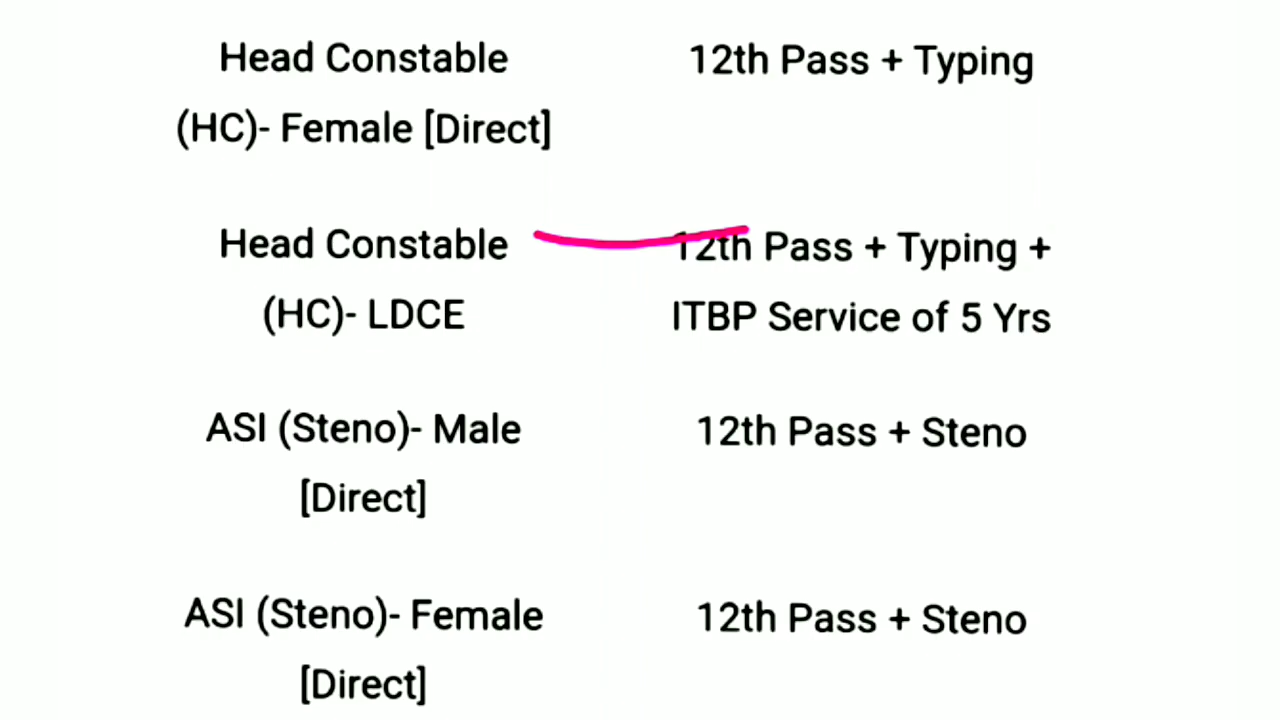 Head Constable 12th Pass + Typing
(HC)- Female [Direct]
Head Constable 12th Pass + Typing +
(HC)- LDCE ITBP Service of 5 Yrs
ASI (Steno)- Male 12th Pass + Steno
[Direct]
ASI (Steno)- Female 12th Pass + Steno
[Direct]